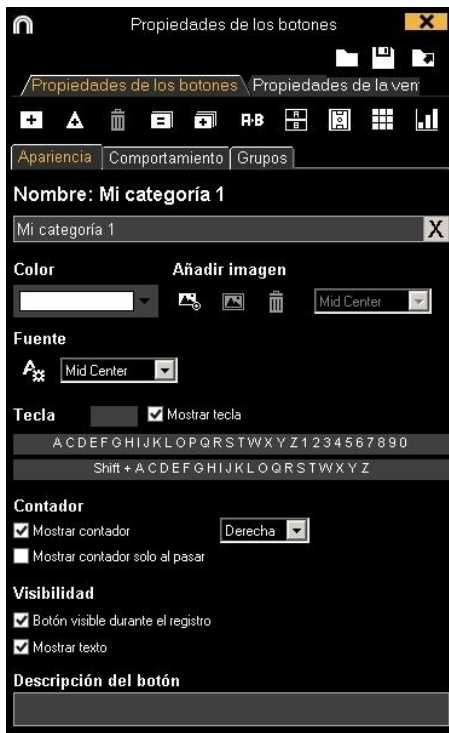 Propiedades de los botones
Propiedades de los botones Propiedades de la ven
A·B
Apariencia Comportamiento Grupos
Nombre: Mi categoría 1
Mi categoría 1 X
Color Añadir imagen
Mid Center
Fuente
Mid Center
Tecla Mostrar tecla
A C D E F G H I J K L O P Q R S T W X Y Z 1 2 3 4 5 6 7 8 9 0
Shift + A C D E F G H I J K L O Q R S T W X Y Z
Contador
Mostrar contador Derecha
Mostrar contador solo al pasar
Visibilidad
Botón visible durante el registro
Mostrar texto
Descripción del botón